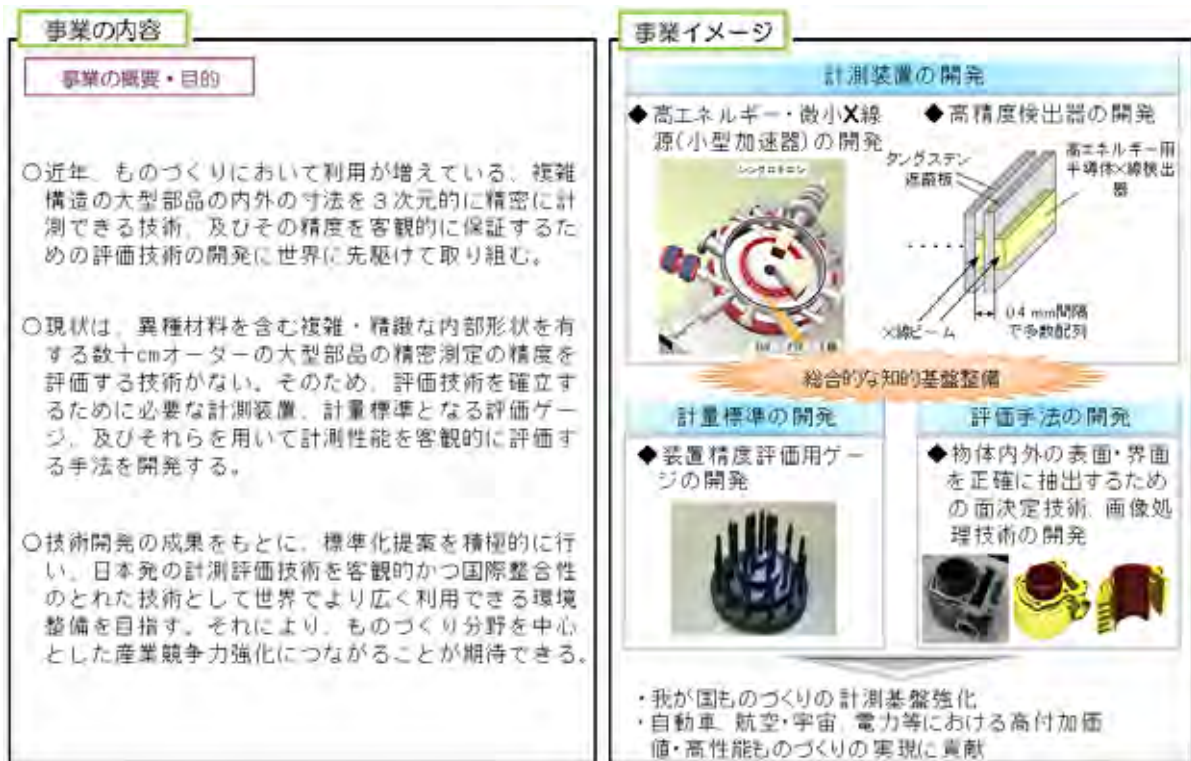 事業の内容
事業の概要・目的
○近年、ものづくりにおいて利用が増えている、複雑
構造の大型部品の内外の寸法を3次元的に精密に計
測できる技術、及びその精度を客観的に保証するた
めの評価技術の開発に世界に先駆けて取り組む。
○現状は、異種材料を含む複雑・精緻な内部形状を有
する数十cmオーダーの大型部品の精密測定の精度を
評価する技術がない。そのため、評価技術を確立す
るために必要な計測装置、計量標準となる評価ゲー
ジ、及びそれらを用いて計測性能を客観的に評価す
る手法を開発する。
○技術開発の成果をもとに、標準化提案を積極的に行
い、日本発の計測評価技術を客観的かつ国際整合性
のとれた技術として世界でより広く利用できる環境
整備を目指す。それにより、ものづくり分野を中心
とした産業競争力強化につながることが期待できる。
事業イメージ
計測装置の開発
◆高エネルギー・微小X線
源(小型加速器)の開発
シンクロトロン
◆高精度検出器の開発
タングステン
遮蔽板
高エネルギー用
半導体X線検出
器
X線ビーム
0.4 mm間隔
で多数配列
総合的な知的基盤整備
計量標準の開発
◆装置精度評価用ゲー
ジの開発
評価手法の開発
◆物体内外の表面・界面
を正確に抽出するため
の面決定技術、画像処
理技術の開発
・我が国ものづくりの計測基盤強化
・自動車、航空・宇宙、電力等における高付加価
値・高性能ものづくりの実現に貢献